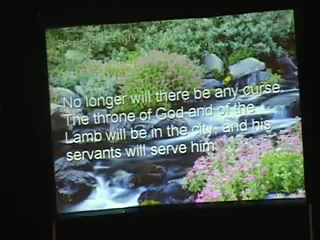 No longer will there be any curse.
The throne of God and of the
Lamb will be in the city, and his
servants will serve him.